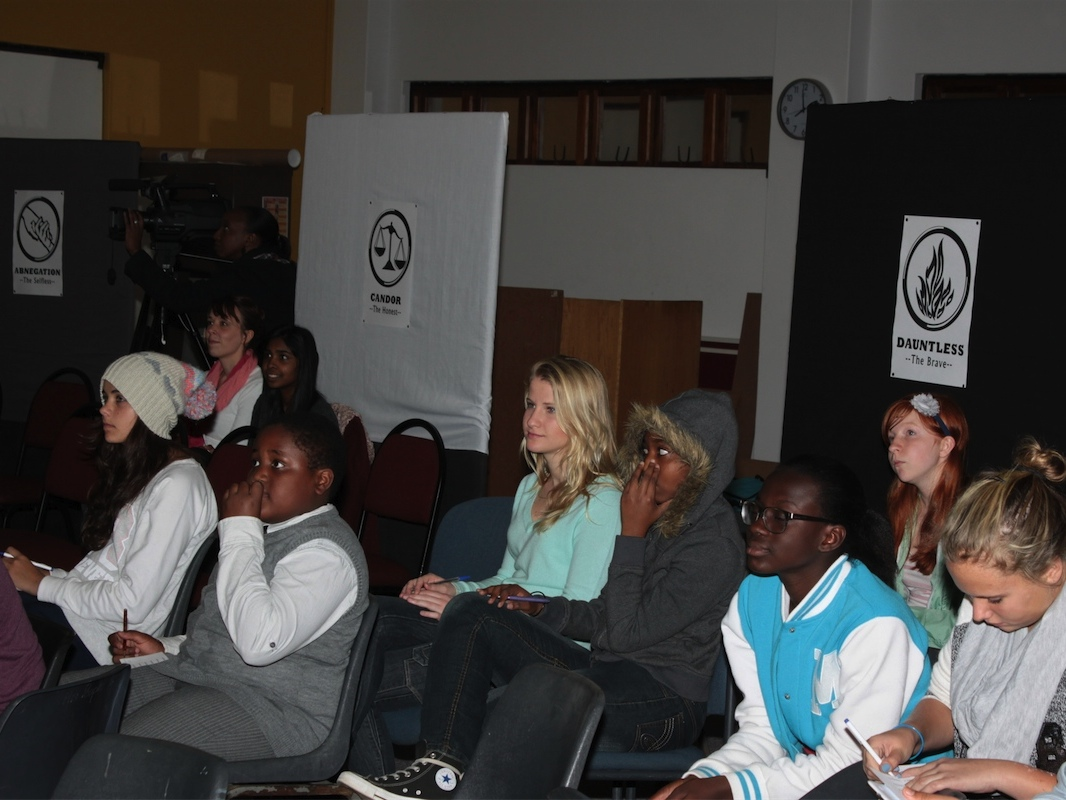 ABNEGATION
~The Selfless~
CANDOR
~The Honest~
DAUNTLESS
--The Brave--